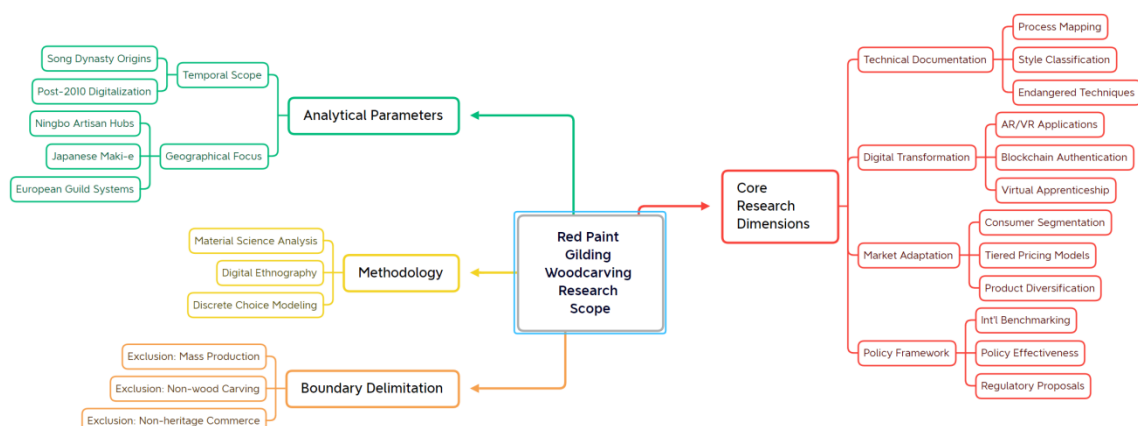 Red Paint
Gilding
Woodcarving
Research
Scope
Analytical Parameters
Temporal Scope
Song Dynasty Origins
Post-2010 Digitalization
Geographical Focus
Ningbo Artisan Hubs
Japanese Maki-e
European Guild Systems
Methodology
Material Science Analysis
Digital Ethnography
Discrete Choice Modeling
Boundary Delimitation
Exclusion: Mass Production
Exclusion: Non-wood Carving
Exclusion: Non-heritage Commerce
Core
Research
Dimensions
Technical Documentation
Process Mapping
Style Classification
Endangered Techniques
Digital Transformation
AR/VR Applications
Blockchain Authentication
Virtual Apprenticeship
Market Adaptation
Consumer Segmentation
Tiered Pricing Models
Product Diversification
Policy Framework
Int'l Benchmarking
Policy Effectiveness
Regulatory Proposals